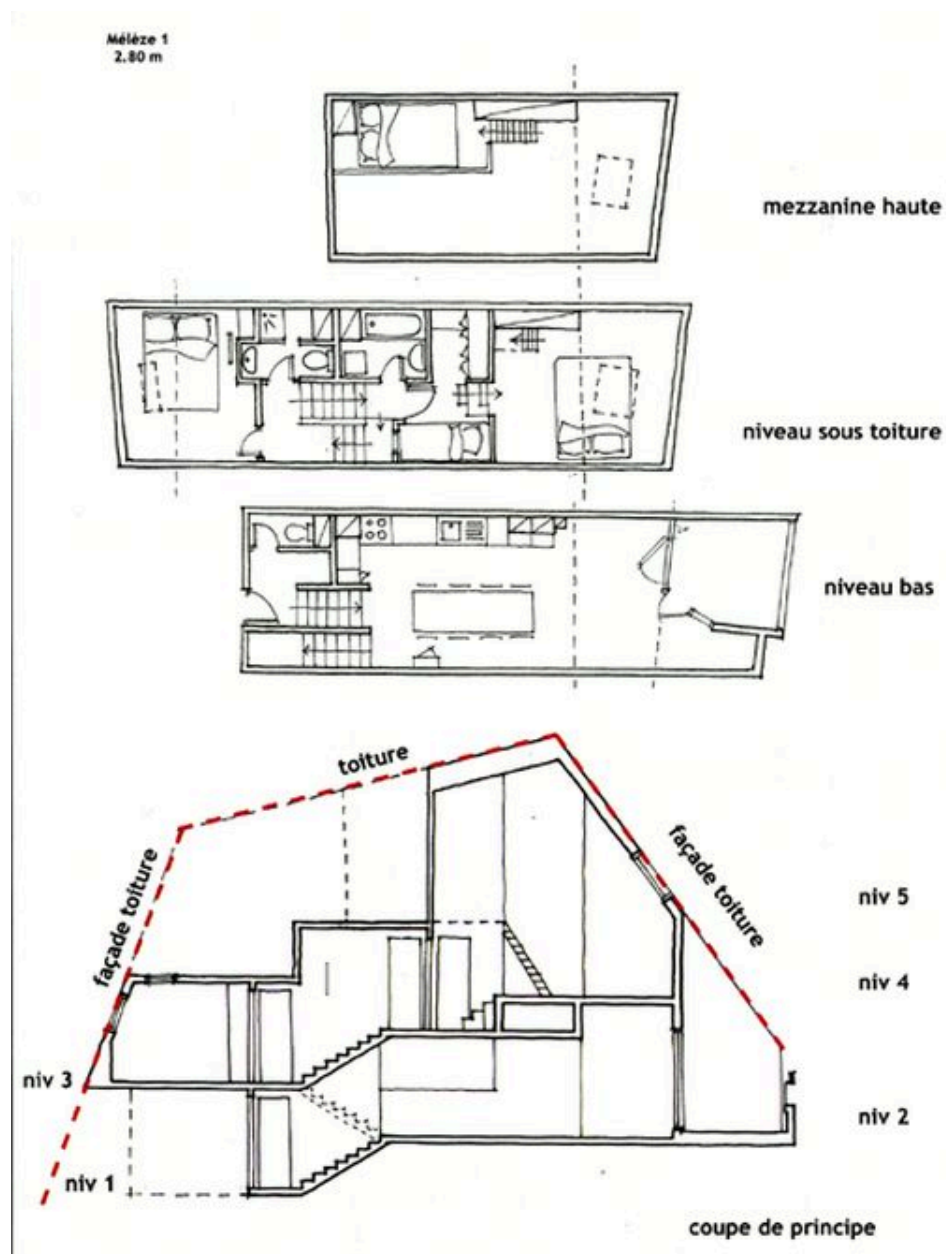 Mélèze 1
2.80 m
mezzanine haute
niveau sous toiture
niveau bas
toiture
façade toiture
façade toiture
niv 5
niv 4
niv 3
niv 2
niv 1
coupe de principe